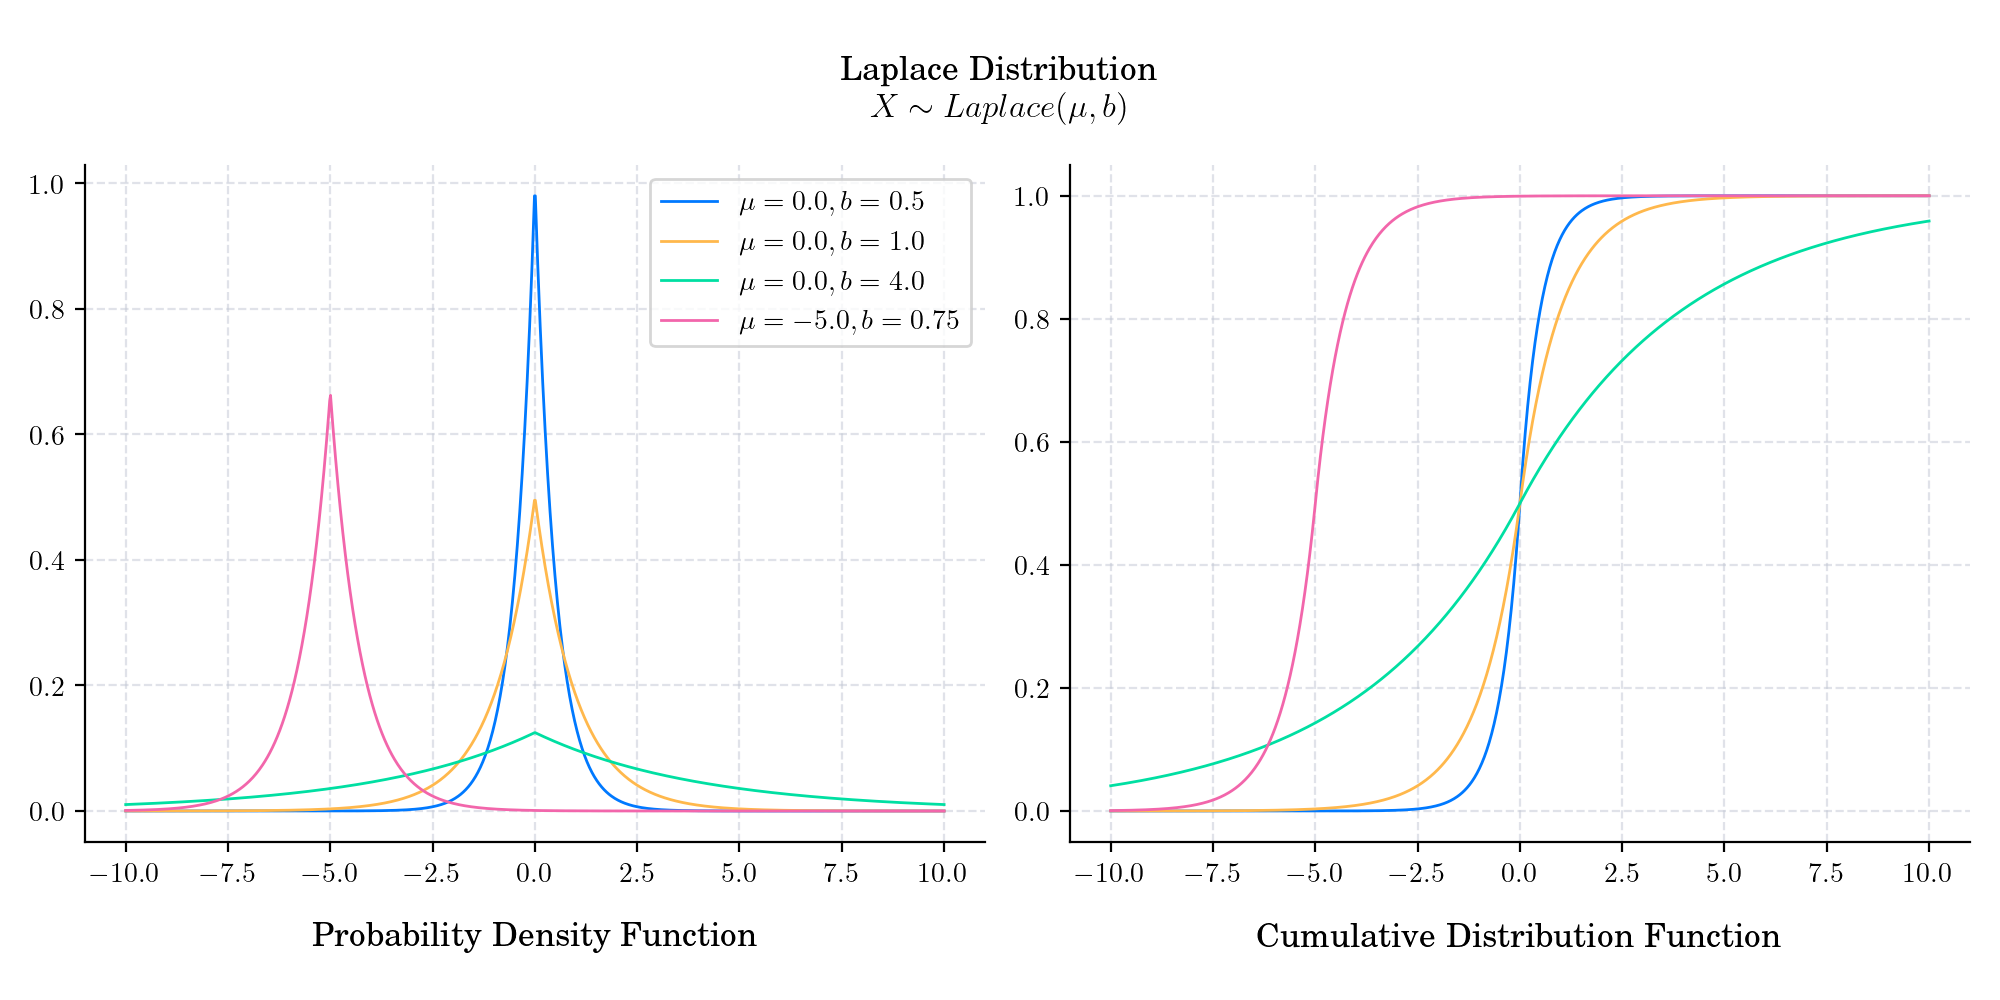 Laplace Distribution
X ∼ Laplace(μ, b)
1.0
0.8
0.6
0.4
0.2
0.0
−10.0 −7.5 −5.0 −2.5 0.0 2.5 5.0 7.5 10.0
μ = 0.0, b = 0.5
μ = 0.0, b = 1.0
μ = 0.0, b = 4.0
μ = −5.0, b = 0.75
Probability Density Function
1.0
0.8
0.6
0.4
0.2
0.0
−10.0 −7.5 −5.0 −2.5 0.0 2.5 5.0 7.5 10.0
Cumulative Distribution Function